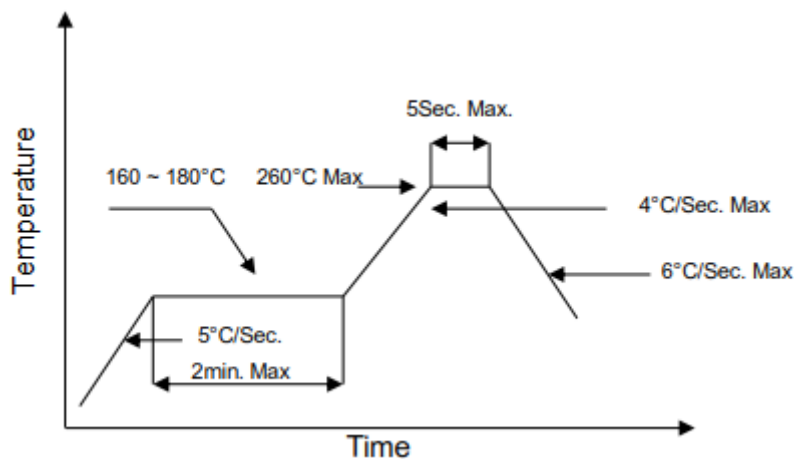 5Sec. Max.
160 ~ 180°C
260°C Max
4°C/Sec. Max
6°C/Sec. Max
5°C/Sec.
2min. Max
Temperature
Time